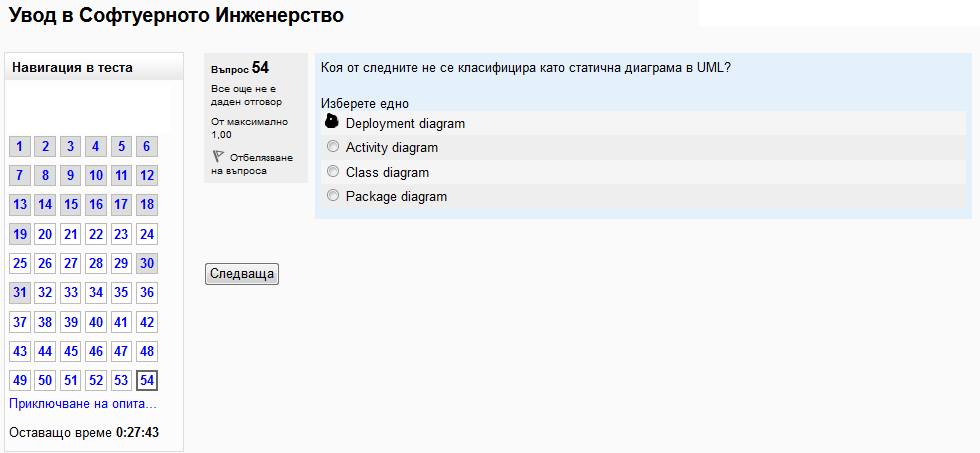 Увод в Софтуерното Инженерство
Навигация в теста
1 2 3 4 5 6
7 8 9 10 11 12
13 14 15 16 17 18
19 20 21 22 23 24
25 26 27 28 29 30
31 32 33 34 35 36
37 38 39 40 41 42
43 44 45 46 47 48
49 50 51 52 53 54
Приключване на опита...
Оставащо време 0:27:43
Въпрос 54
Все още не е
даден отговор
От максимално
1,00
Отбелязване
на въпроса
Коя от следните не се класифицира като статична диаграма в UML?
Изберете едно
Deployment diagram
Activity diagram
Class diagram
Package diagram
Следваща